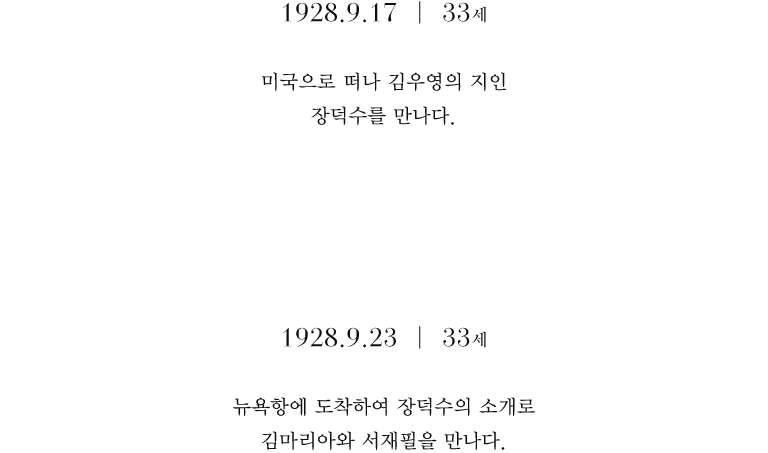 1928.9.17 | 33세
미국으로 떠나 김우영의 지인
장덕수를 만나다.
1928.9.23 | 33세
뉴욕항에 도착하여 장덕수의 소개로
김마리아와 서재필을 만나다.